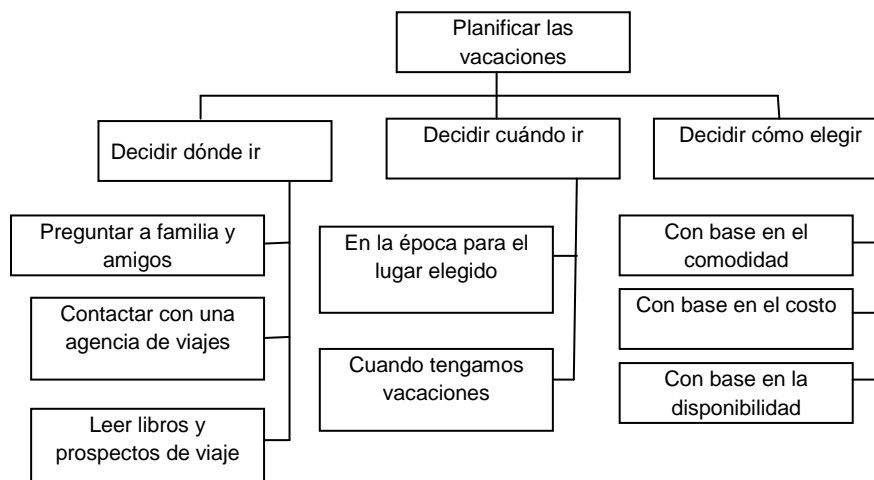 Planificar las
vacaciones
Decidir dónde ir
Decidir cuándo ir
Decidir cómo elegir
Preguntar a familia y
amigos
Contactar con una
agencia de viajes
Leer libros y
prospectos de viaje
En la época para el
lugar elegido
Cuando tengamos
vacaciones
Con base en el
comodidad
Con base en el costo
Con base en la
disponibilidad